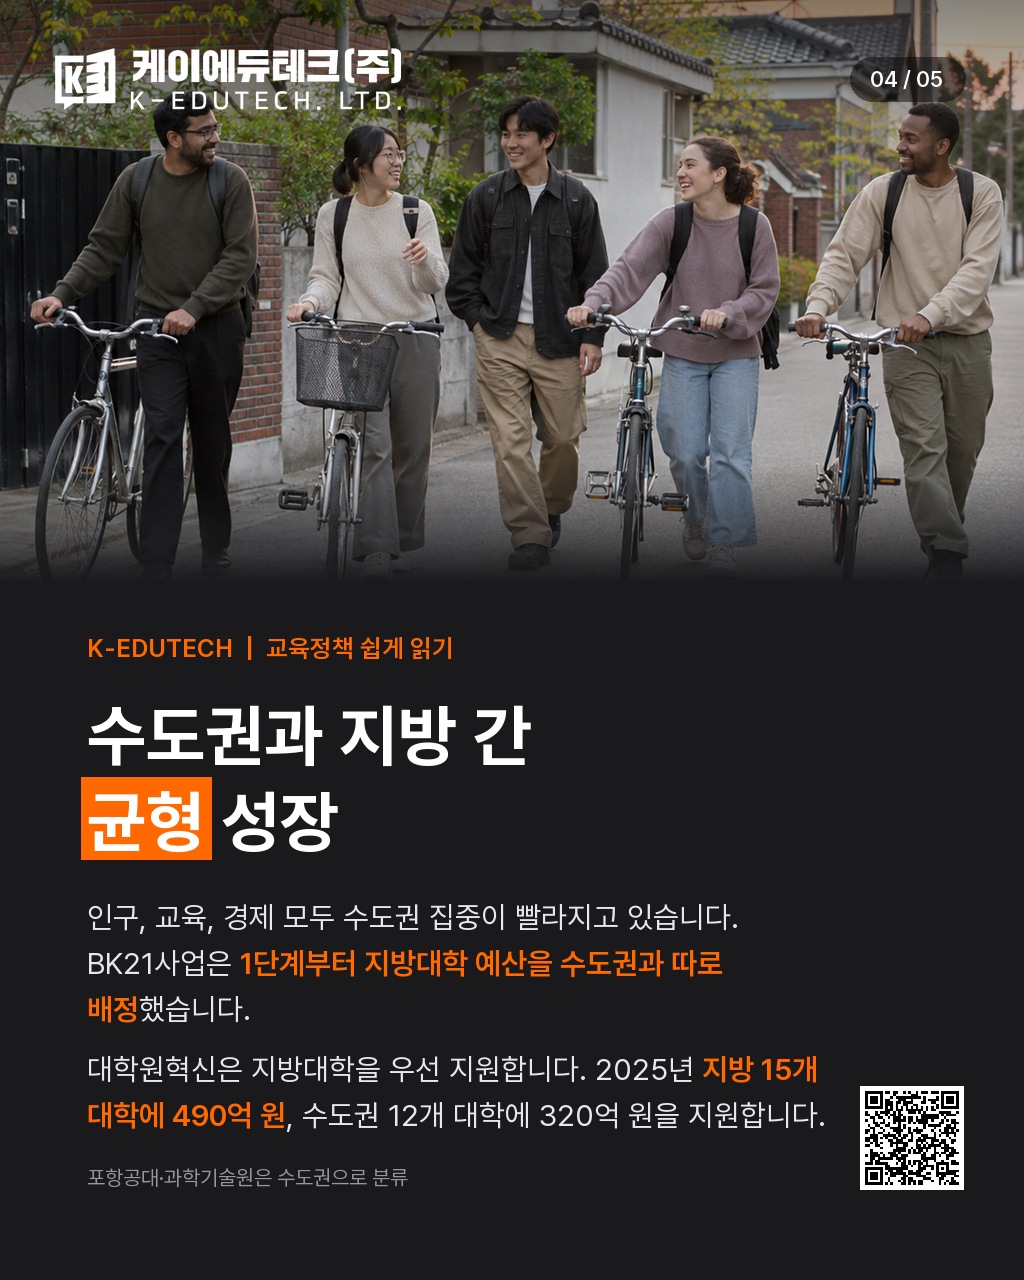 케이에듀테크(주)
K-EDUTECH. LTD.
04 / 05
K-EDUTECH | 교육정책 쉽게 읽기
수도권과 지방 간
균형 성장
인구, 교육, 경제 모두 수도권 집중이 빨라지고 있습니다.
BK21사업은 1단계부터 지방대학 예산을 수도권과 따로
배정했습니다.
대학원혁신은 지방대학을 우선 지원합니다. 2025년 지방 15개
대학에 490억 원, 수도권 12개 대학에 320억 원을 지원합니다.
포항공대·과학기술원은 수도권으로 분류